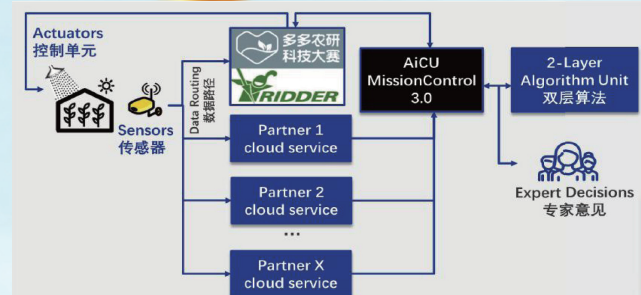 Actuators
控制单元
Sensors
传感器
Data Routing
数据路径
多多农研
科技大赛
RIDDER
Partner 1
cloud service
Partner 2
cloud service
...
Partner X
cloud service
AiCU
MissionControl
3.0
2-Layer
Algorithm Unit
双层算法
Expert Decisions
专家意见